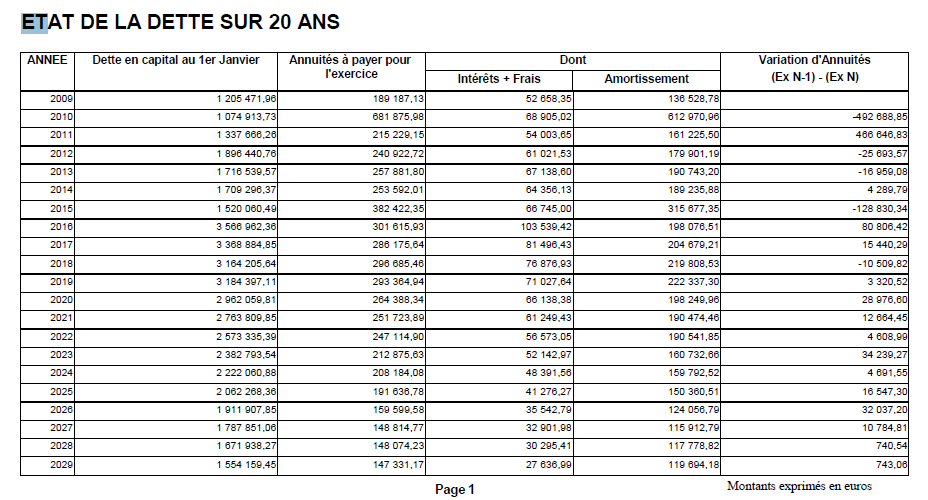 ETAT DE LA DETTE SUR 20 ANS
ANNEE Dette en capital au 1er Janvier Annuités à payer pour l'exercice Dont Variation d'Annuités
Intérêts + Frais Amortissement (Ex N-1) - (Ex N)
2009 1 205 471,96 189 187,13 52 658,35 136 528,78
2010 1 074 913,73 681 875,98 68 905,02 612 970,96 -492 688,85
2011 1 337 666,26 215 229,15 54 003,65 161 225,50 466 646,83
2012 1 896 440,76 240 922,72 61 021,53 179 901,19 -25 693,57
2013 1 716 539,57 257 881,80 67 138,60 190 743,20 -16 959,08
2014 1 709 296,37 253 592,01 64 356,13 189 235,88 4 289,79
2015 1 520 060,49 382 422,35 66 745,00 315 677,35 -128 830,34
2016 3 566 962,36 301 615,93 103 539,42 198 076,51 80 806,42
2017 3 368 884,85 286 175,64 81 496,43 204 679,21 15 440,29
2018 3 164 205,64 296 685,46 76 876,93 219 808,53 -10 509,82
2019 3 184 397,11 293 364,94 71 027,64 222 337,30 3 320,52
2020 2 962 059,81 264 388,34 66 138,38 198 249,96 28 976,60
2021 2 763 809,85 251 723,89 61 249,43 190 474,46 12 664,45
2022 2 573 335,39 247 114,90 56 573,05 190 541,85 4 608,99
2023 2 382 793,54 212 875,63 52 142,97 160 732,66 34 239,27
2024 2 222 060,88 208 184,08 48 391,56 159 792,52 4 691,55
2025 2 062 268,36 191 636,78 41 276,27 150 360,51 16 547,30
2026 1 911 907,85 159 599,58 35 542,79 124 056,79 32 037,20
2027 1 787 851,06 148 814,77 32 901,98 115 912,79 10 784,81
2028 1 671 938,27 148 074,23 30 295,41 117 778,82 740,54
2029 1 554 159,45 147 331,17 27 636,99 119 694,18 743,06
Page 1 Montants exprimés en euros